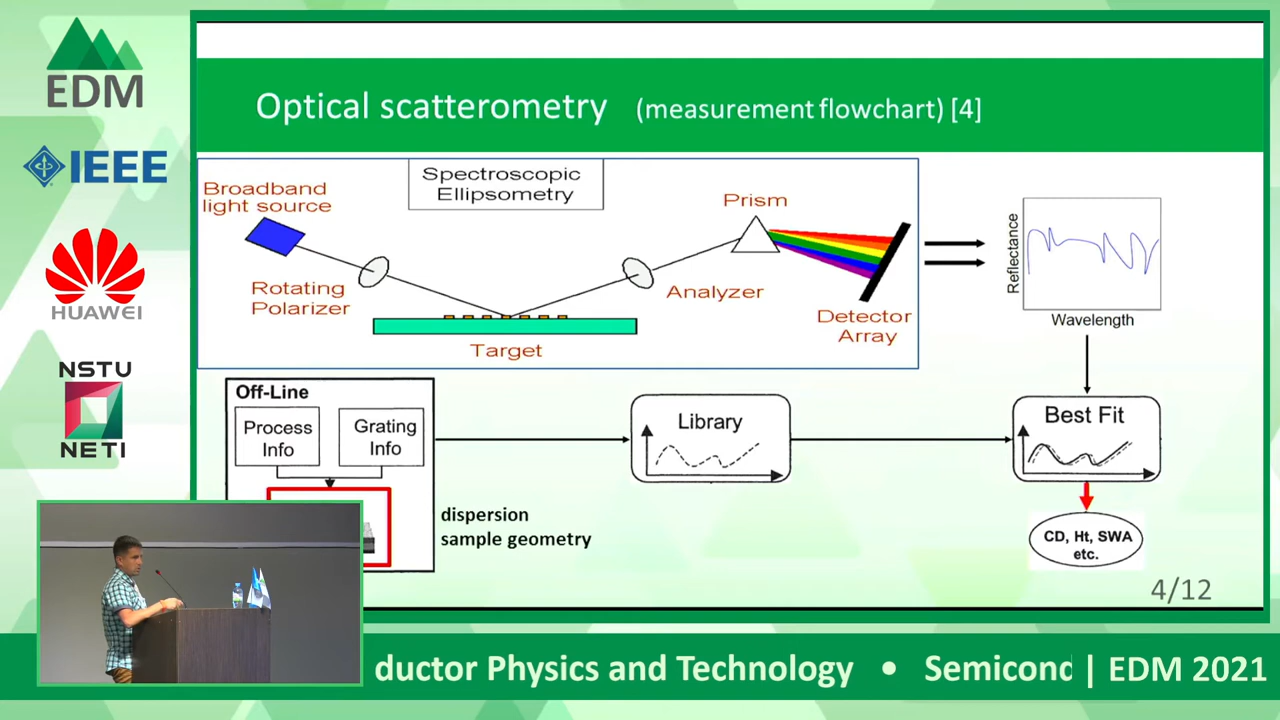 EDM
IEEE
HUAWEI
NSTU
NETI
Optical scatterometry (measurement flowchart) [4]
Spectroscopic
Ellipsometry
Broadband
light source
Rotating
Polarizer
Target
Analyzer
Prism
Detector
Array
Reflectance
Wavelength
Off-Line
Process
Info
Grating
Info
dispersion
sample geometry
Library
Best Fit
CD, Ht, SWA
etc.
4/12
ductor Physics and Technology • Semicond | EDM 2021